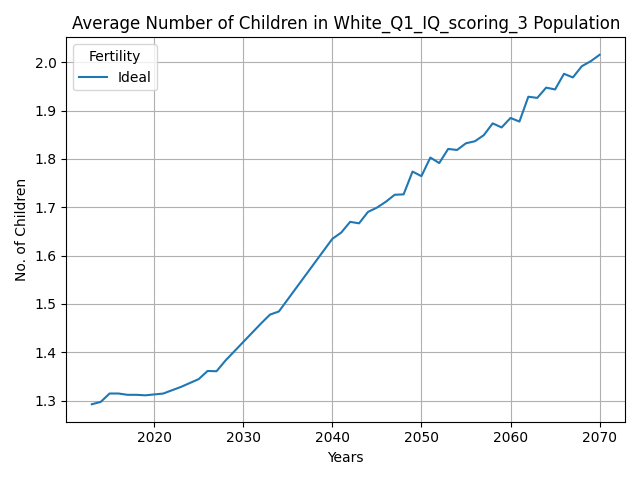 Average Number of Children in White_Q1_IQ_scoring_3 Population
Fertility
Ideal
No. of Children
2.0
1.9
1.8
1.7
1.6
1.5
1.4
1.3
2020 2030 2040 2050 2060 2070
Years